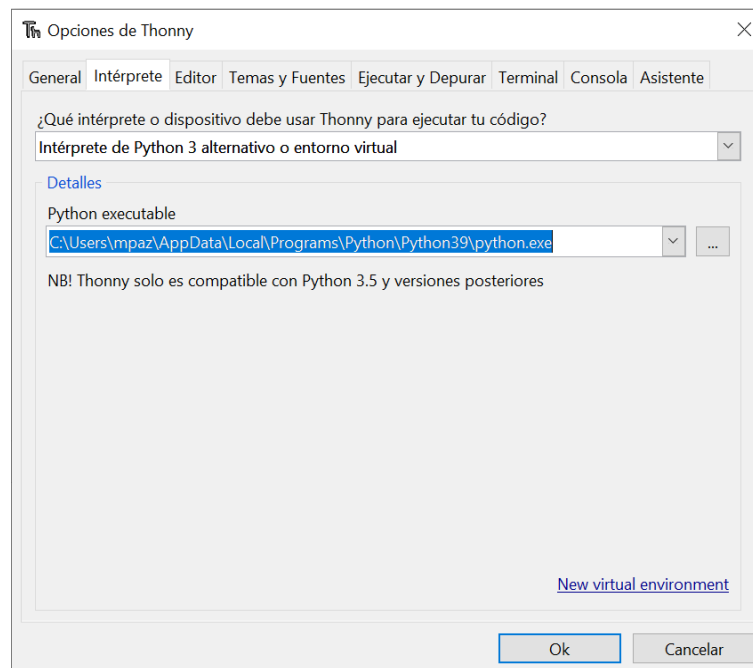 Th Opciones de Thonny
General Intérprete Editor Temas y Fuentes Ejecutar y Depurar Terminal Consola Asistente
¿Qué intérprete o dispositivo debe usar Thonny para ejecutar tu código?
Intérprete de Python 3 alternativo o entorno virtual
Detalles
Python executable
C:\Users\mpaz\AppData\Local\Programs\Python\Python39\python.exe ...
NB! Thonny solo es compatible con Python 3.5 y versiones posteriores
New virtual environment
Ok Cancelar